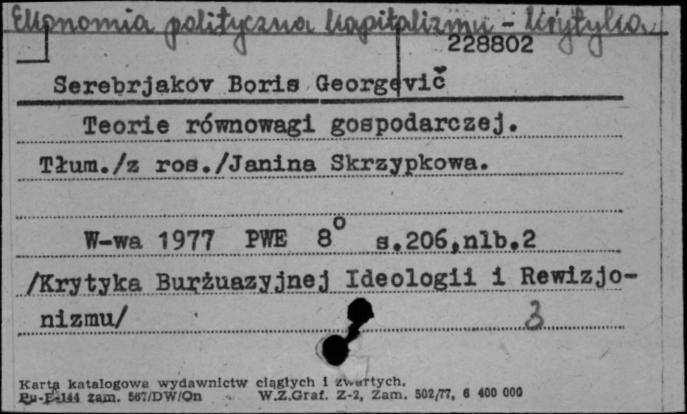 Ekonomia polityczna kapitalizmu - krytyka
228802
Serebrjakov Boris Georgevič
Teorie równowagi gospodarczej.
Tłum./z ros./Janina Skrzypkowa.
W-wa 1977 PWE 8° s.206,nlb.2
/Krytyka Burżuazyjnej Ideologii i Rewizjo-
nizmu/
3
Karta katalogowa wydawnictw ciągłych i zwartych.
Pu-F-144 zam. 567/DW/On W.Z.Graf. Z-2, Zam. 502/77, 6 400 000